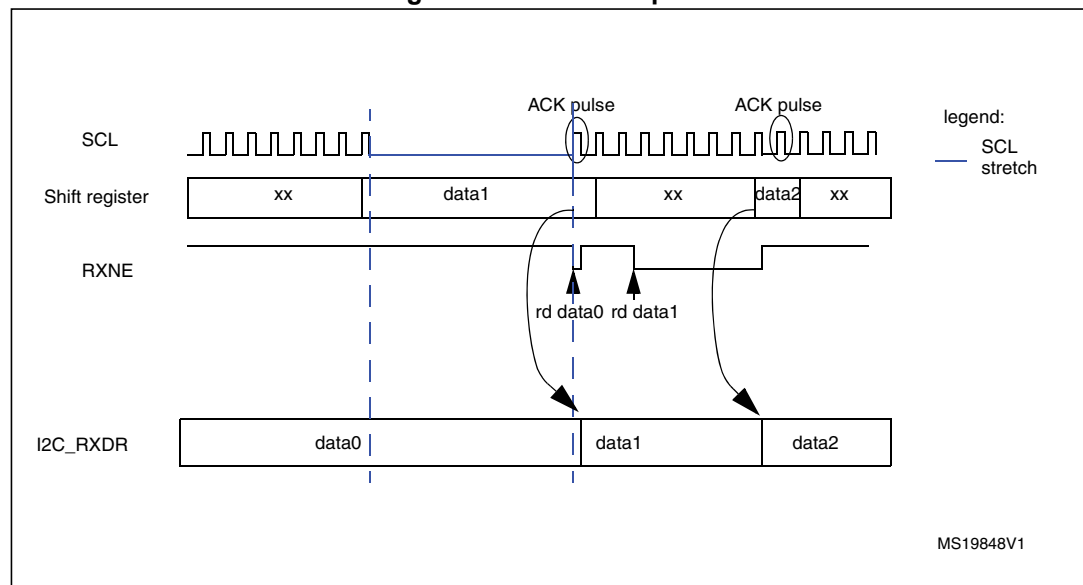 ACK pulse
ACK pulse
legend:
SCL
SCL
stretch
Shift register
xx
data1
xx
data2
xx
RXNE
rd data0
rd data1
I2C_RXDR
data0
data1
data2
MS19848V1